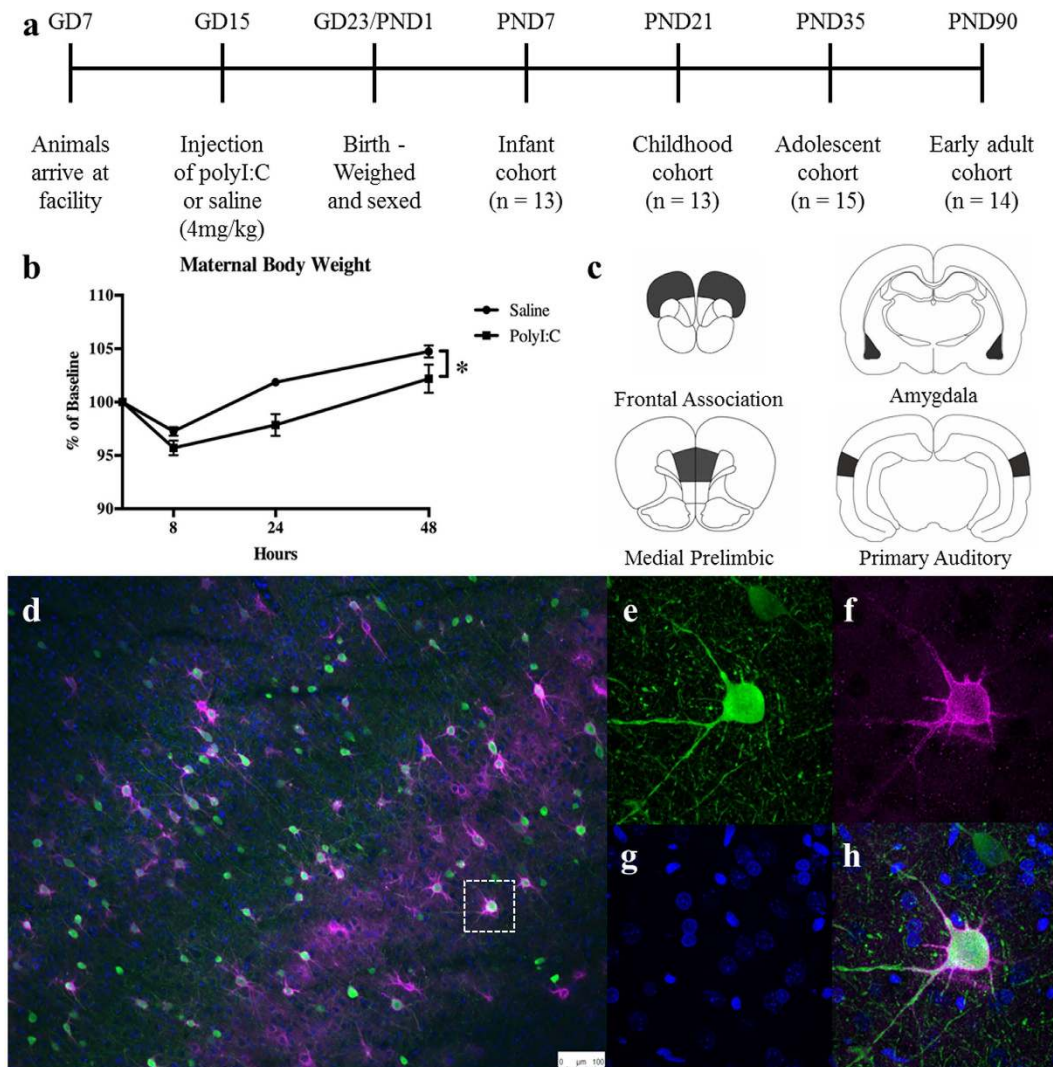 a
GD7 GD15 GD23/PND1 PND7 PND21 PND35 PND90
Animals arrive at facility
Injection of polyI:C or saline (4mg/kg)
Birth - Weighed and sexed
Infant cohort (n = 13)
Childhood cohort (n = 13)
Adolescent cohort (n = 15)
Early adult cohort (n = 14)
b
Maternal Body Weight
% of Baseline
110
105
100
95
90
8 24 48
Hours
Saline
PolyI:C
*
c
Frontal Association
Amygdala
Medial Prelimbic
Primary Auditory
d
0 µm 100
e
f
g
h